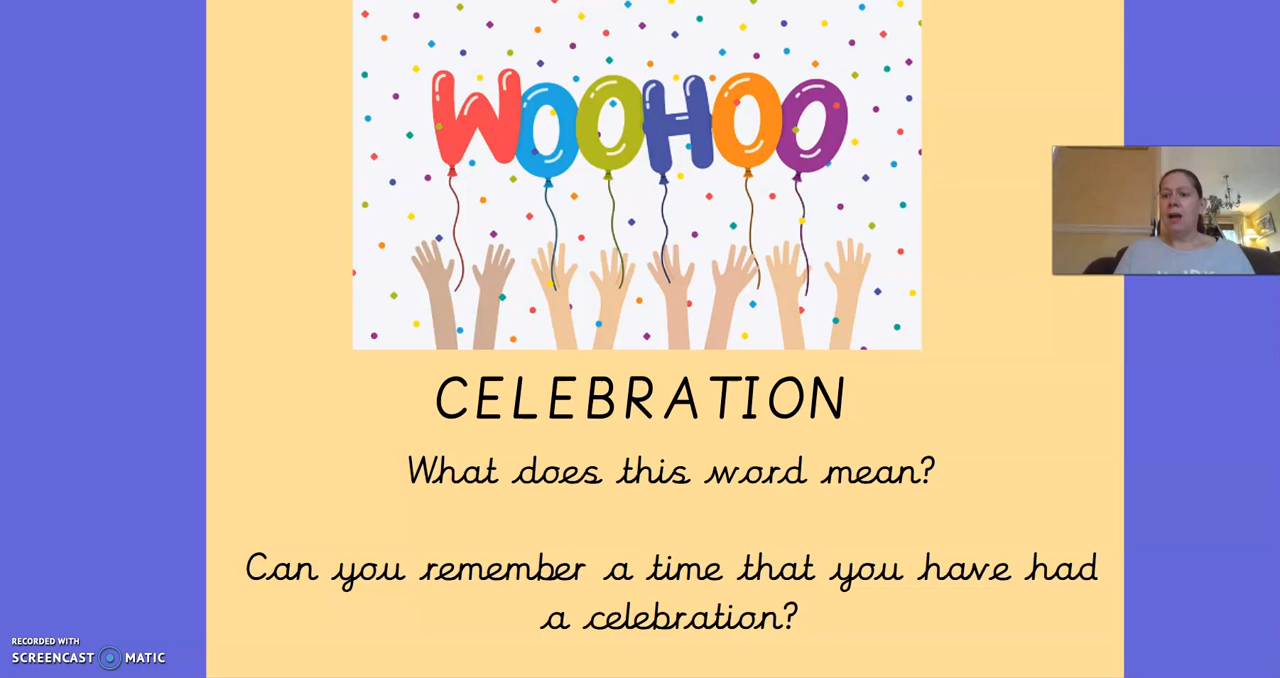 WOOHOO
CELEBRATION
What does this word mean?
Can you remember a time that you have had
a celebration?
RECORDED WITH
SCREENCAST MATIC